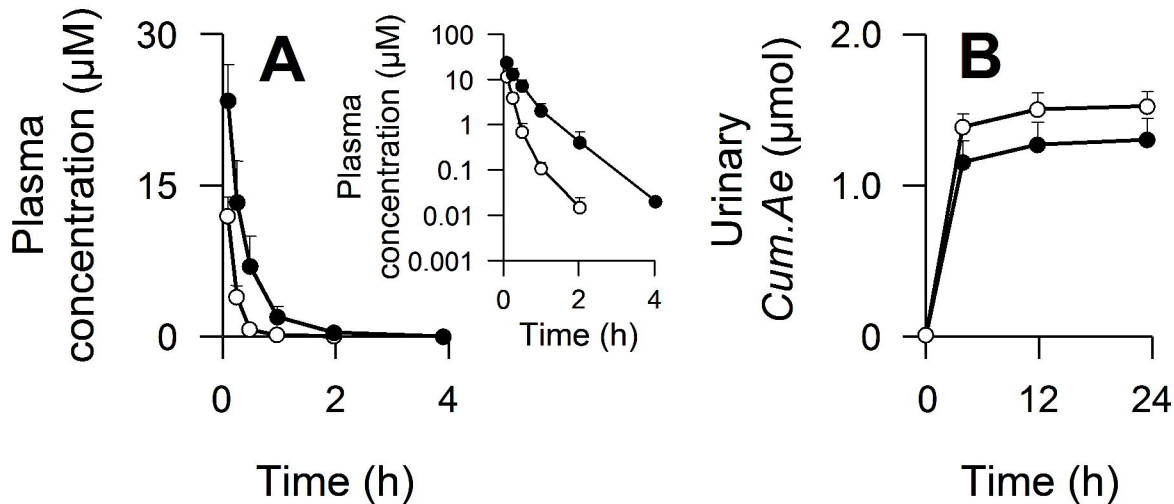 Plasma
concentration (µM)
30
15
0
A
0
2
4
Time (h)
Plasma
concentration (µM)
100
10
1
0.1
0.01
0.001
0
2
4
Time (h)
Urinary
Cum.Ae (µmol)
2.0
1.0
0
B
0
12
24
Time (h)